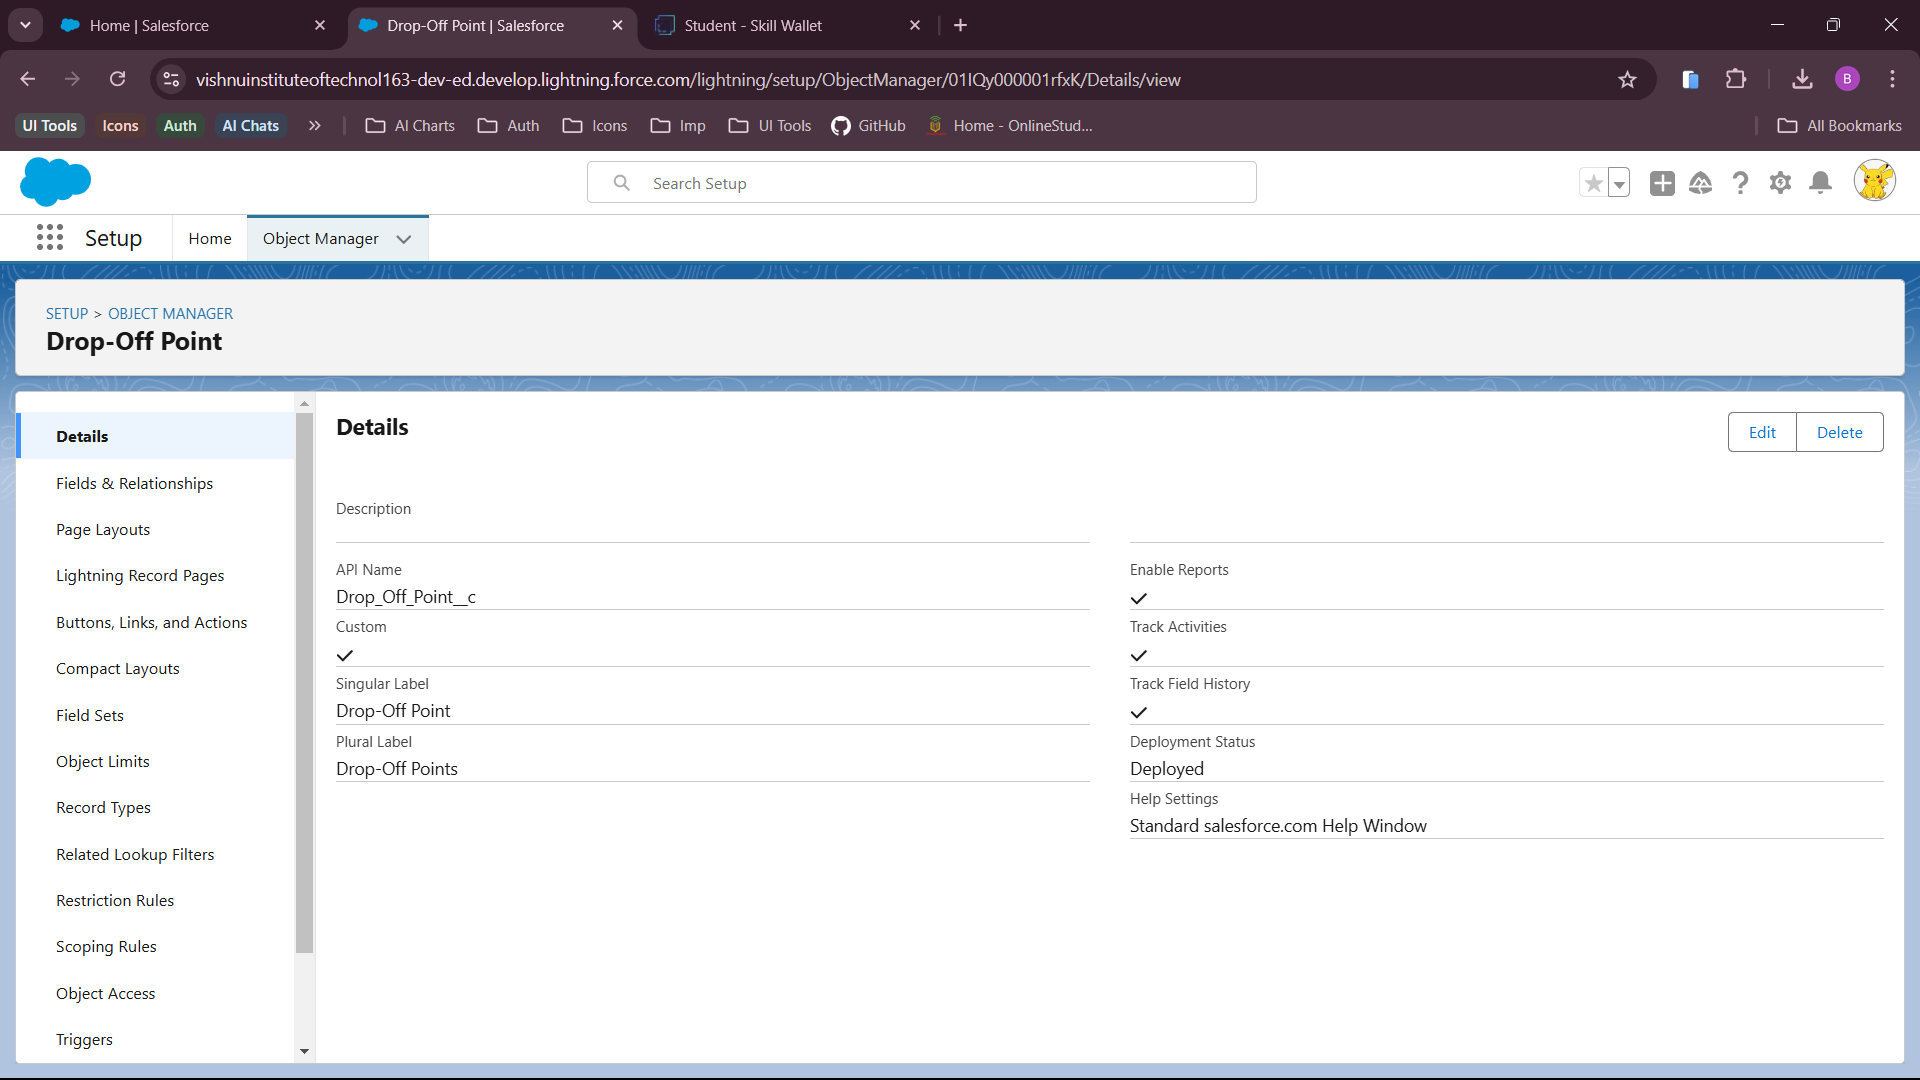 Home | Salesforce
Drop-Off Point | Salesforce
Student - Skill Wallet
vishnuinstituteoftechnol163-dev-ed.develop.lightning.force.com/lightning/setup/ObjectManager/01IQy000001rfxK/Details/view
B
UI Tools
Icons
Auth
AI Chats
AI Charts
Auth
Icons
Imp
UI Tools
GitHub
Home - OnlineStud...
All Bookmarks
Search Setup
Setup
Home
Object Manager
SETUP > OBJECT MANAGER
Drop-Off Point
Details
Fields & Relationships
Page Layouts
Lightning Record Pages
Buttons, Links, and Actions
Compact Layouts
Field Sets
Object Limits
Record Types
Related Lookup Filters
Restriction Rules
Scoping Rules
Object Access
Triggers
Details
Edit
Delete
Description
API Name
Drop_Off_Point__c
Custom
Singular Label
Drop-Off Point
Plural Label
Drop-Off Points
Enable Reports
Track Activities
Track Field History
Deployment Status
Deployed
Help Settings
Standard salesforce.com Help Window